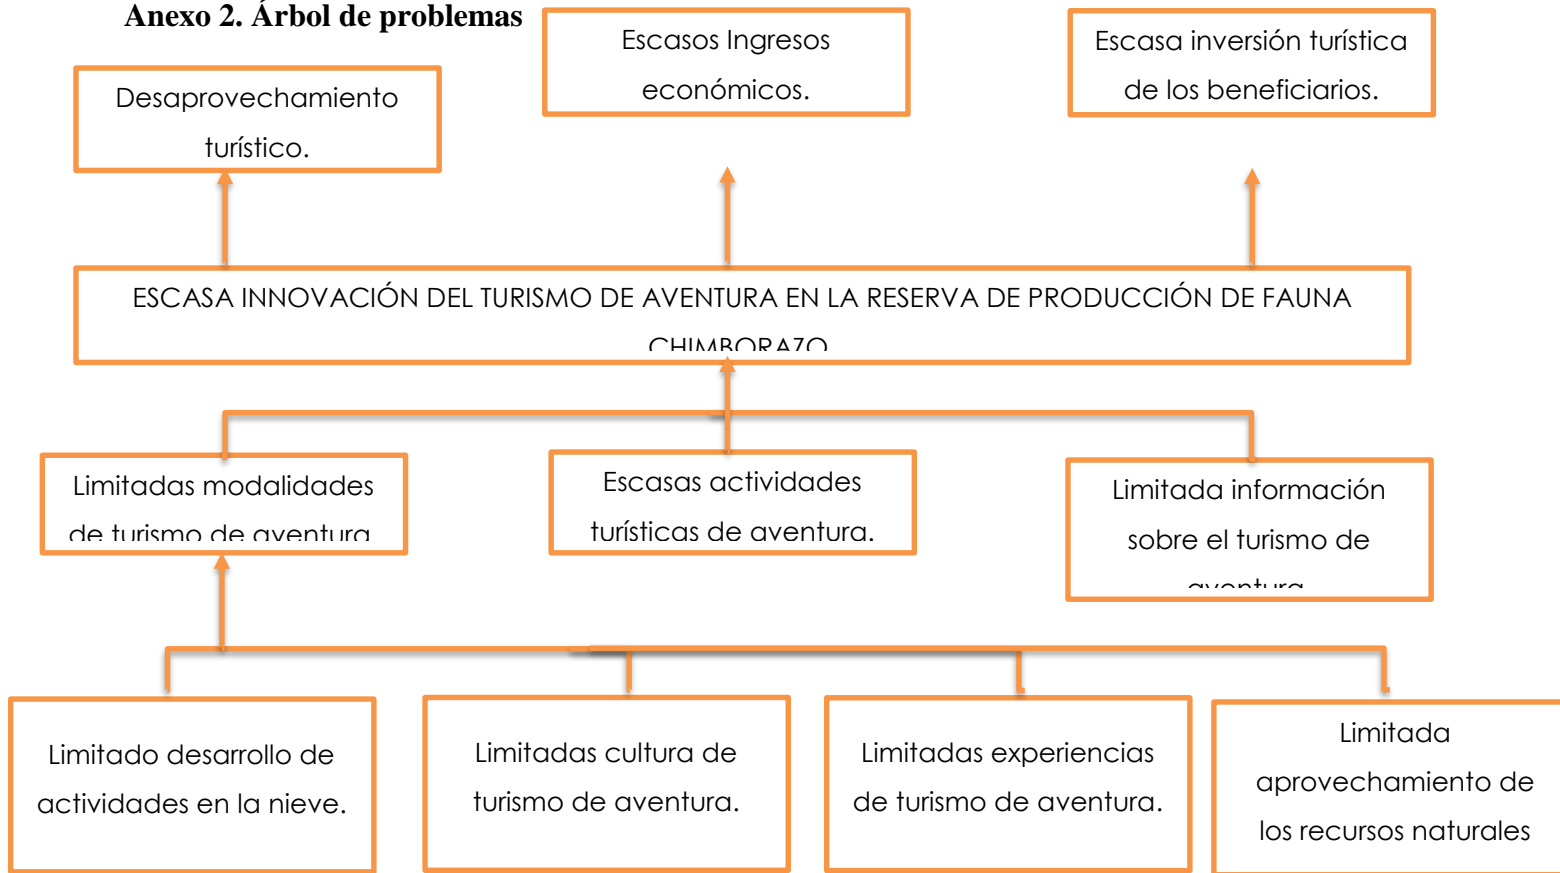 Anexo 2. Árbol de problemas
Desaprovechamiento
turístico.
Escasos Ingresos
económicos.
Escasa inversión turística
de los beneficiarios.
ESCASA INNOVACIÓN DEL TURISMO DE AVENTURA EN LA RESERVA DE PRODUCCIÓN DE FAUNA
CHIMBORAZO
Limitadas modalidades
de turismo de aventura
Escasas actividades
turísticas de aventura.
Limitada información
sobre el turismo de
aventura
Limitado desarrollo de
actividades en la nieve.
Limitadas cultura de
turismo de aventura.
Limitadas experiencias
de turismo de aventura.
Limitada
aprovechamiento de
los recursos naturales